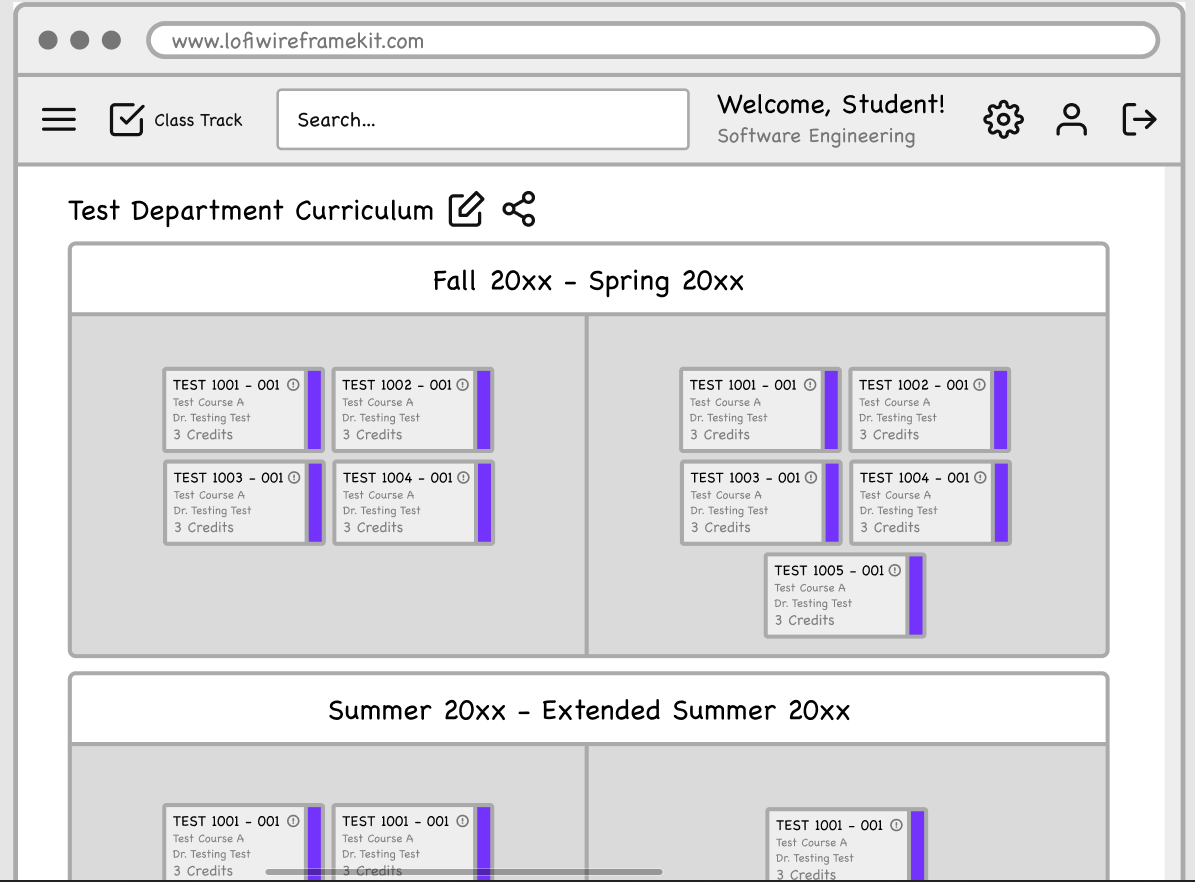 www.lofiwireframekit.com
Class Track
Search...
Welcome, Student!
Software Engineering
Test Department Curriculum
Fall 20xx - Spring 20xx
TEST 1001 - 001
Test Course A
Dr. Testing Test
3 Credits
TEST 1002 - 001
Test Course A
Dr. Testing Test
3 Credits
TEST 1003 - 001
Test Course A
Dr. Testing Test
3 Credits
TEST 1004 - 001
Test Course A
Dr. Testing Test
3 Credits
TEST 1001 - 001
Test Course A
Dr. Testing Test
3 Credits
TEST 1002 - 001
Test Course A
Dr. Testing Test
3 Credits
TEST 1003 - 001
Test Course A
Dr. Testing Test
3 Credits
TEST 1004 - 001
Test Course A
Dr. Testing Test
3 Credits
TEST 1005 - 001
Test Course A
Dr. Testing Test
3 Credits
Summer 20xx - Extended Summer 20xx
TEST 1001 - 001
Test Course A
Dr. Testing Test
3 Credits
TEST 1001 - 001
Test Course A
Dr. Testing Test
3 Credits
TEST 1001 - 001
Test Course A
Dr. Testing Test
3 Credits